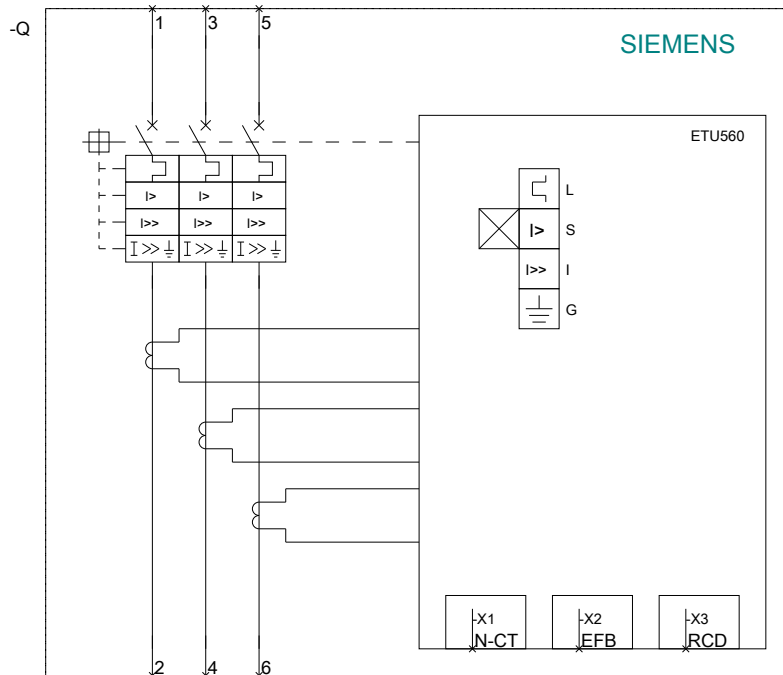 -Q
1 3 5
SIEMENS
ETU560
L
I> I> I> I> S
I>> I>> I>> I>> I
I>> I>> I>> G
-X1 -X2 -X3
N-CT EFB RCD
2 4 6